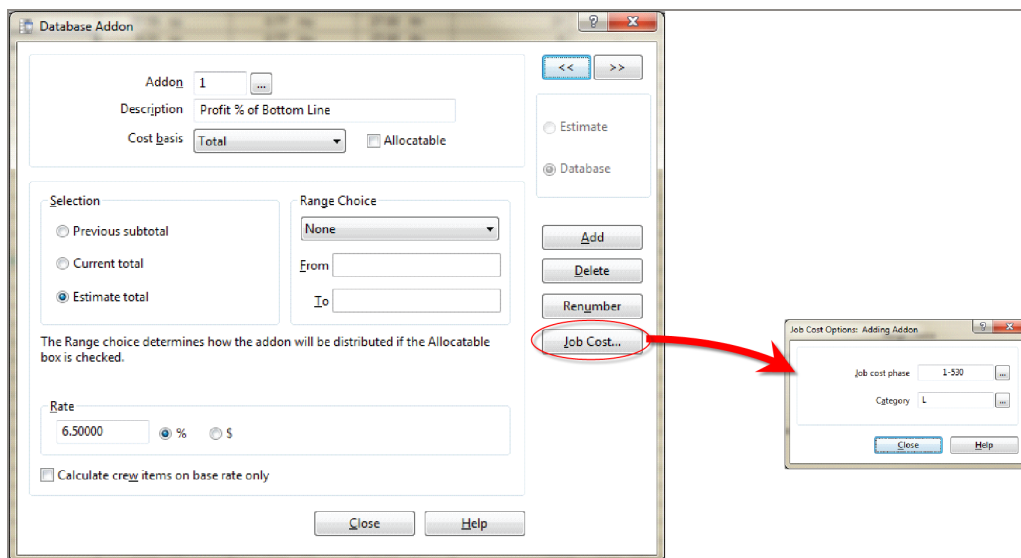 Database Addon
?
X
<< >>
Addon 1 ...
Description Profit % of Bottom Line
Cost basis Total
Allocatable
Estimate
Database
Selection
Previous subtotal
Current total
Estimate total
Range Choice
None
From
To
Add
Delete
Renumber
Job Cost...
The Range choice determines how the addon will be distributed if the Allocatable
box is checked.
Rate
6.50000 % $
Calculate crew items on base rate only
Close Help
Job Cost Options: Adding Addon
?
X
Job cost phase 1-530 ...
Category L ...
Close Help